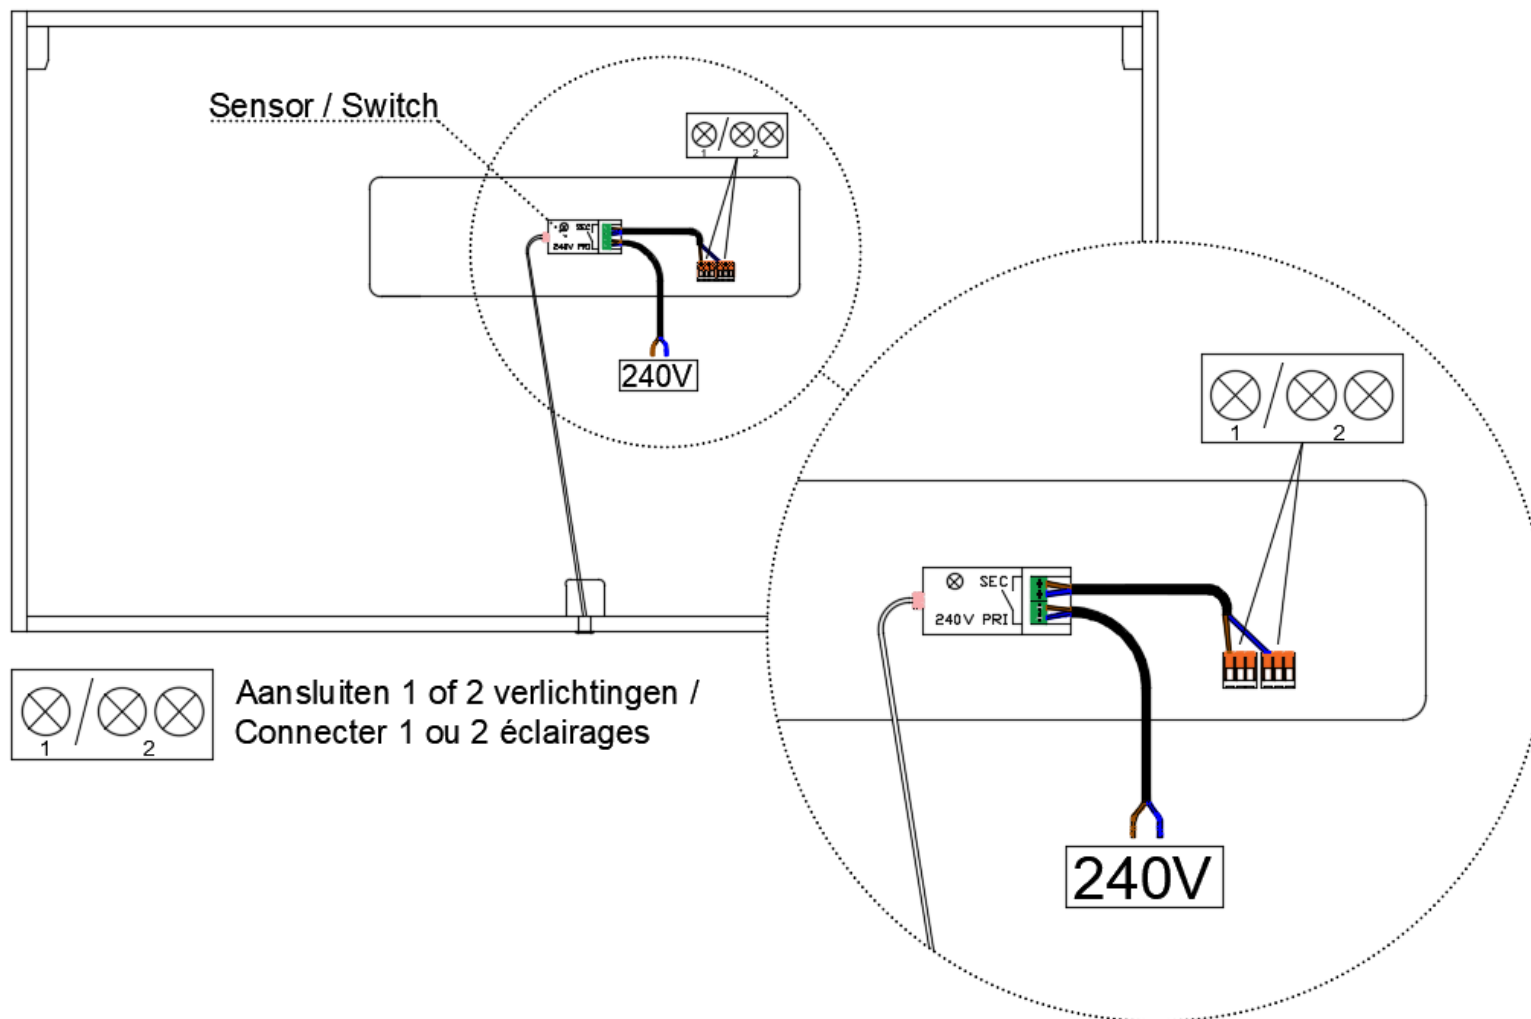 Sensor / Switch
1 2
SEC
240V PRI
240V
1 2
SEC
240V PRI
240V
1 2
Aansluiten 1 of 2 verlichtingen /
Connecter 1 ou 2 éclairages